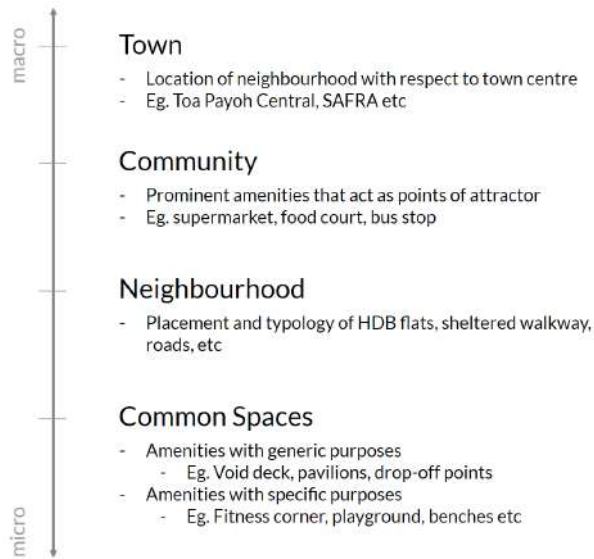 macro
Town
- Location of neighbourhood with respect to town centre
- Eg. Toa Payoh Central, SAFRA etc
Community
- Prominent amenities that act as points of attractor
- Eg. supermarket, food court, bus stop
Neighbourhood
- Placement and typology of HDB flats, sheltered walkway,
roads, etc
Common Spaces
- Amenities with generic purposes
- Eg. Void deck, pavilions, drop-off points
- Amenities with specific purposes
- Eg. Fitness corner, playground, benches etc
micro